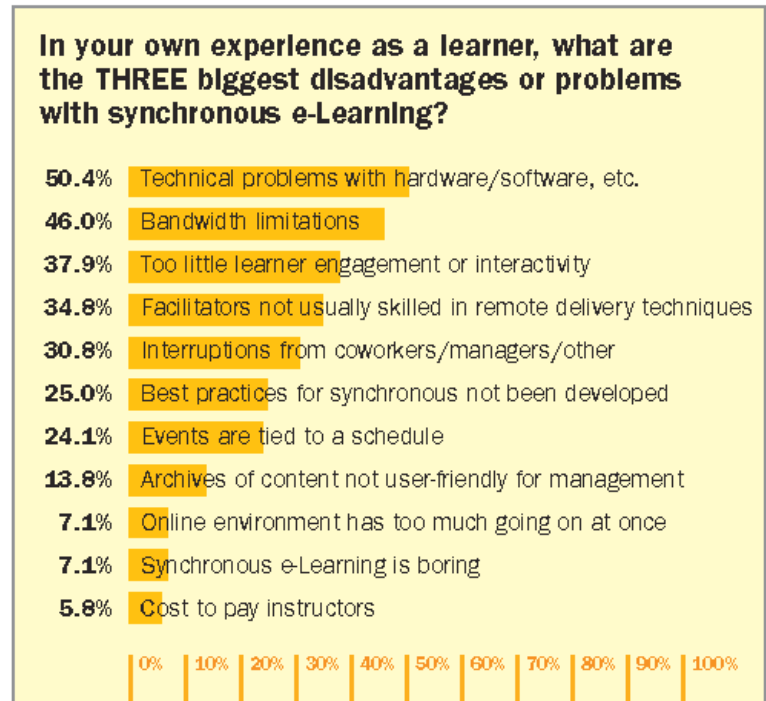 In your own experience as a learner, what are
the THREE biggest disadvantages or problems
with synchronous e-Learning?
50.4% Technical problems with hardware/software, etc.
46.0% Bandwidth limitations
37.9% Too little learner engagement or interactivity
34.8% Facilitators not usually skilled in remote delivery techniques
30.8% Interruptions from coworkers/managers/other
25.0% Best practices for synchronous not been developed
24.1% Events are tied to a schedule
13.8% Archives of content not user-friendly for management
7.1% Online environment has too much going on at once
7.1% Synchronous e-Learning is boring
5.8% Cost to pay instructors
0% 10% 20% 30% 40% 50% 60% 70% 80% 90% 100%